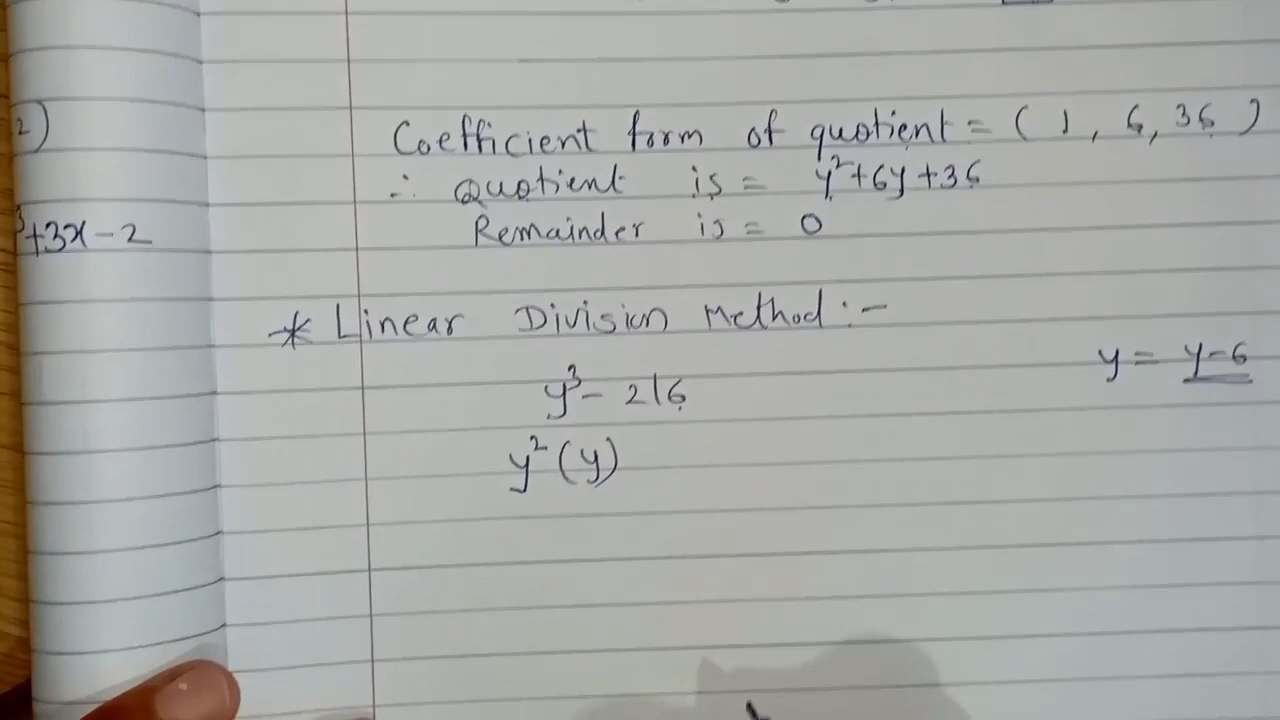 2)
Coefficient form of quotient = ( 1 , 6, 36 )
∴ Quotient is = y²+6y+36
³+3x-2
Remainder is = 0
* Linear Division Method :-
y = y-6
y³- 216
y² (y)